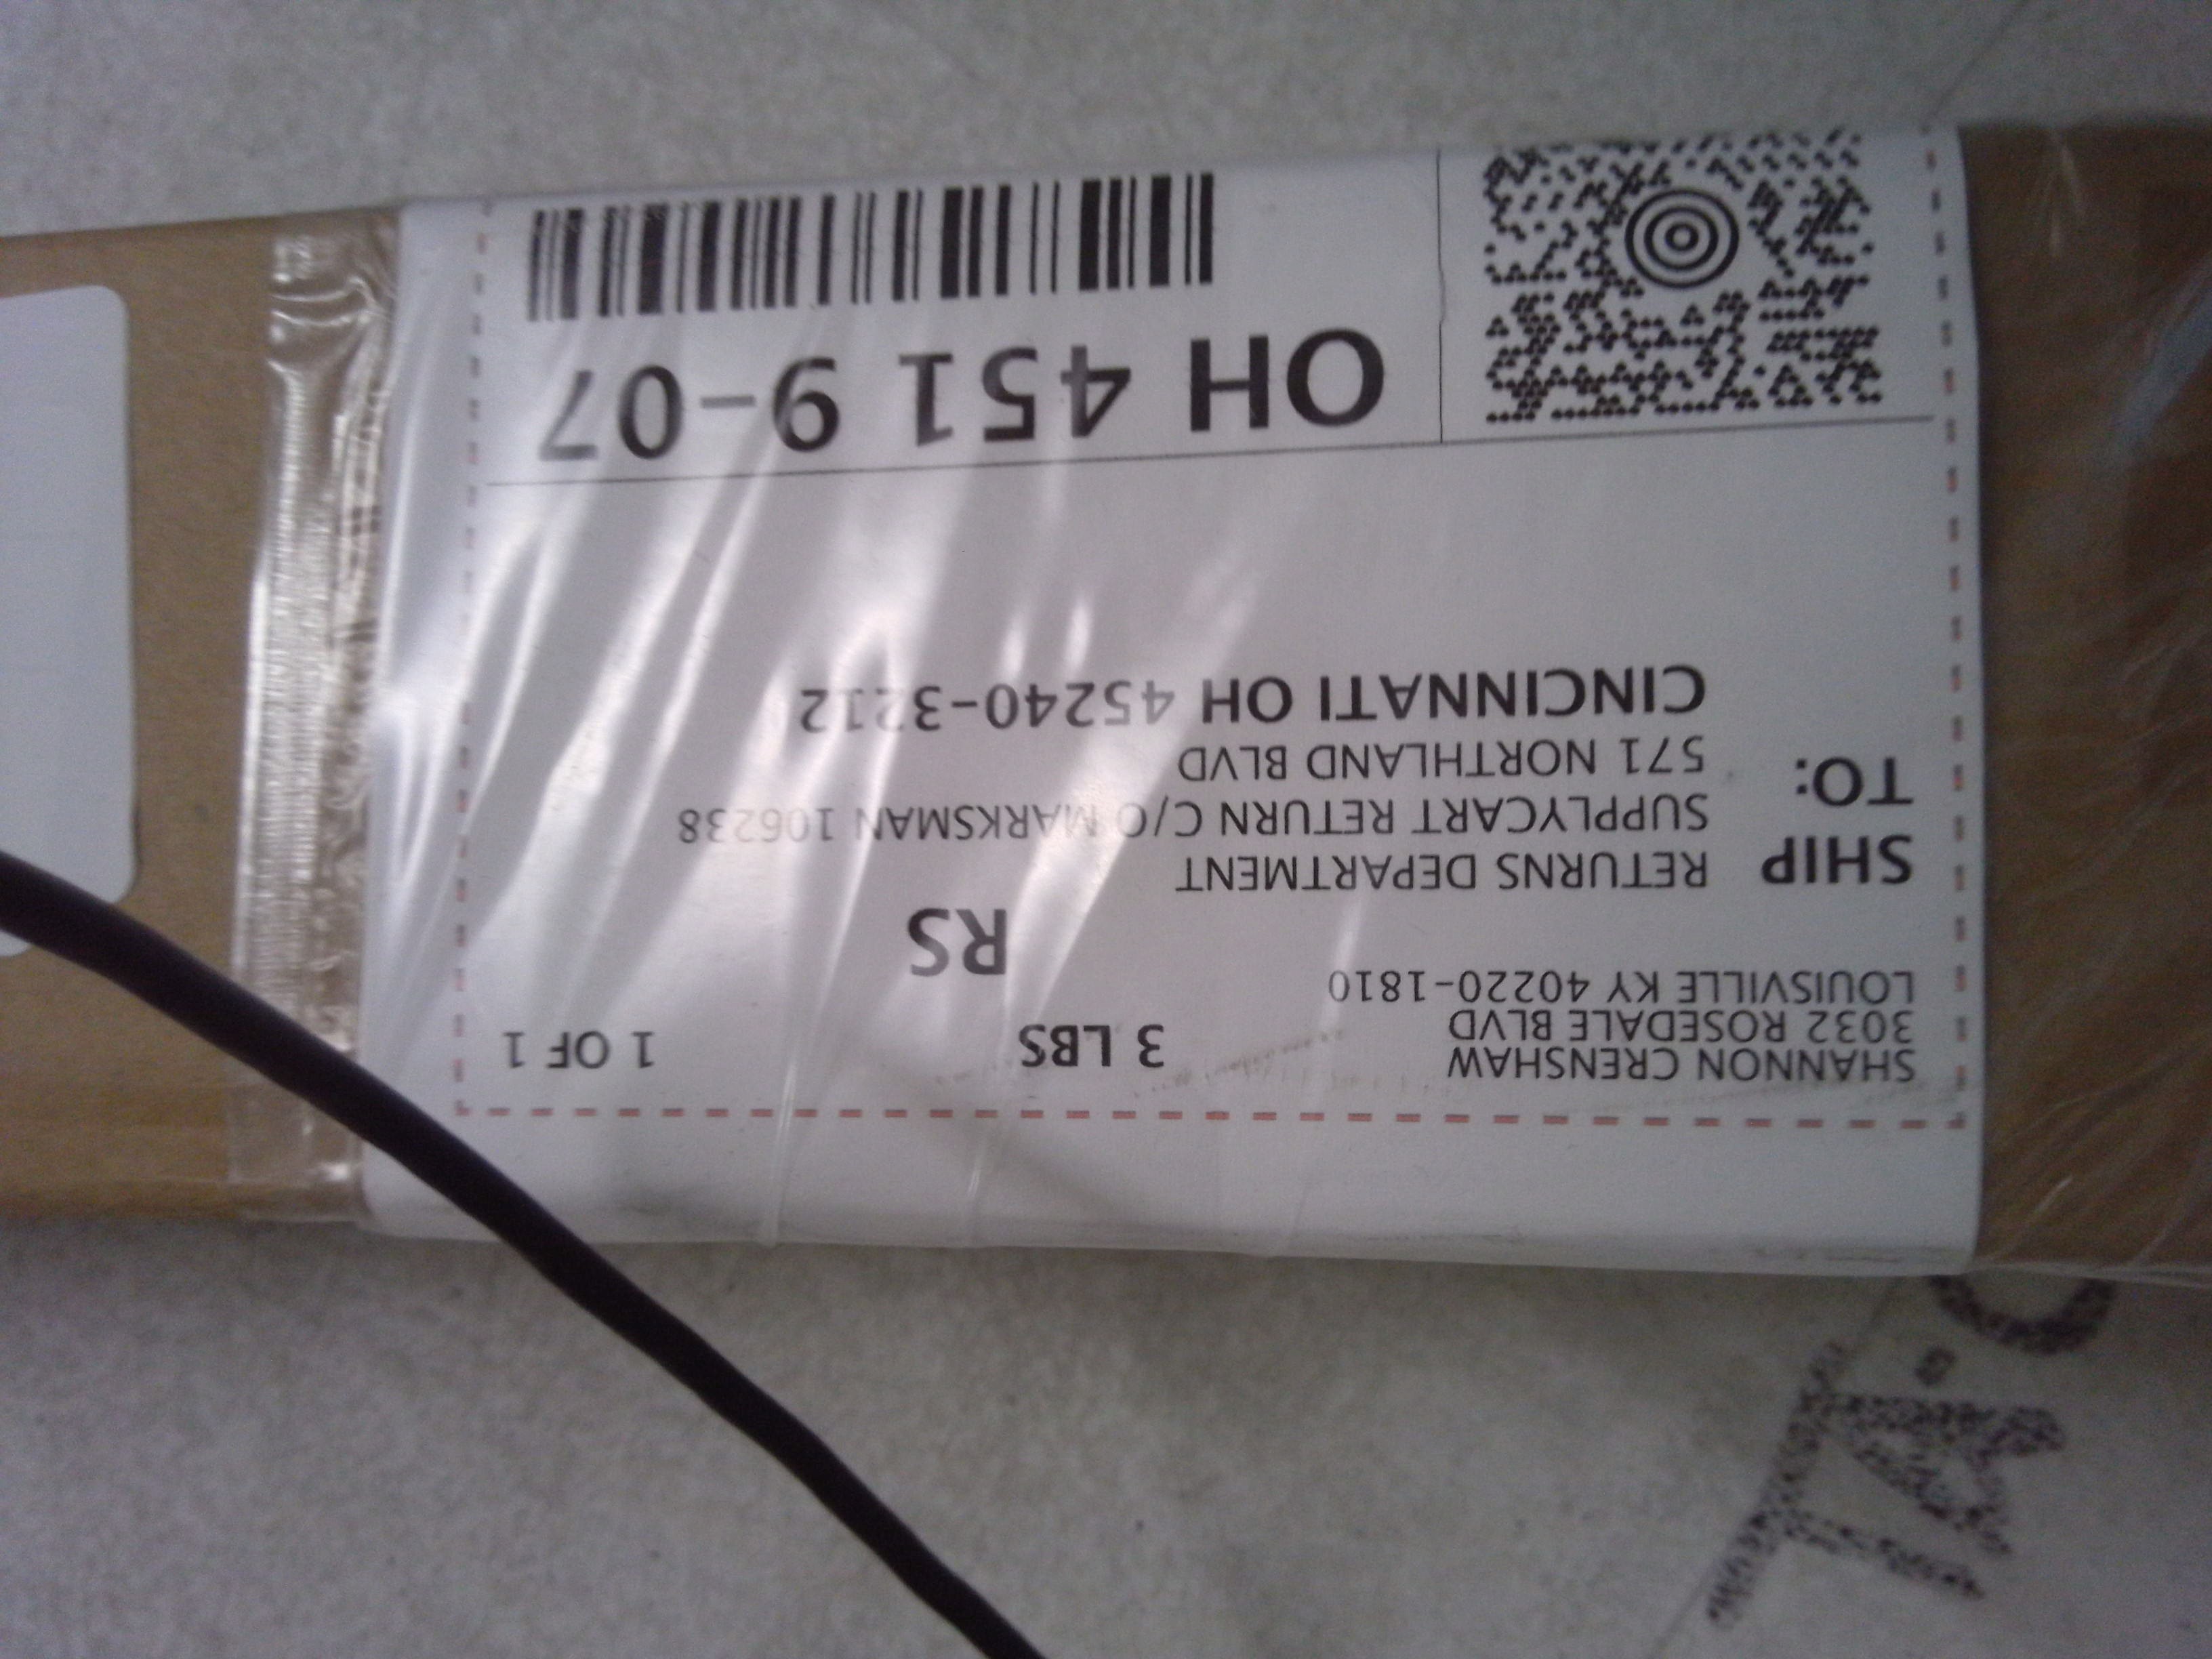 SHANNON CRENSHAW
3032 ROSEDALE BLVD
LOUISVILLE KY 40220-1810
3 LBS
1 OF 1
RS
SHIP
TO:
RETURNS DEPARTMENT
SUPPLYCART RETURN C/O MARKSMAN 106238
571 NORTHLAND BLVD
CINCINNATI OH 45240-3212
OH 451 9-07